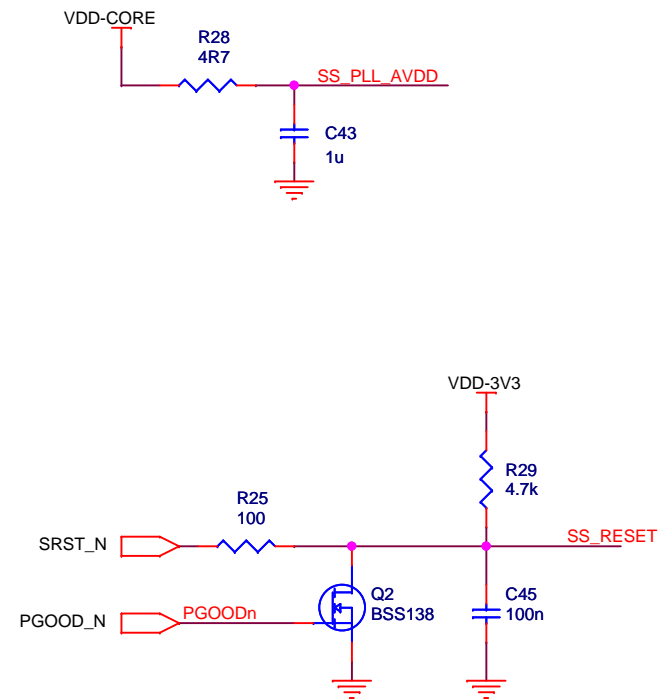 VDD-CORE
R28
4R7
SS_PLL_AVDD
C43
1u
VDD-3V3
R29
4.7k
R25
100
SS_RESET
SRST_N
Q2
BSS138
C45
100n
PGOOD_N
PGOODn